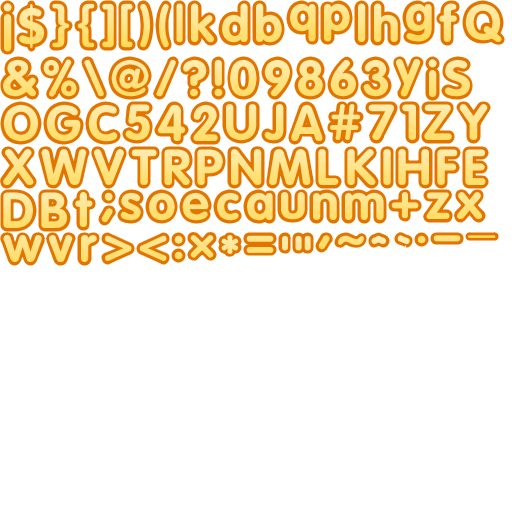 j$}{][)(lkdbqplhgfQ
&%\@/?!09863yiS
OGC542UJA#71ZY
XWVTRPNMLKIHFE
DBt;soecaunm+zx
wvr><:x*="'~^`.—_